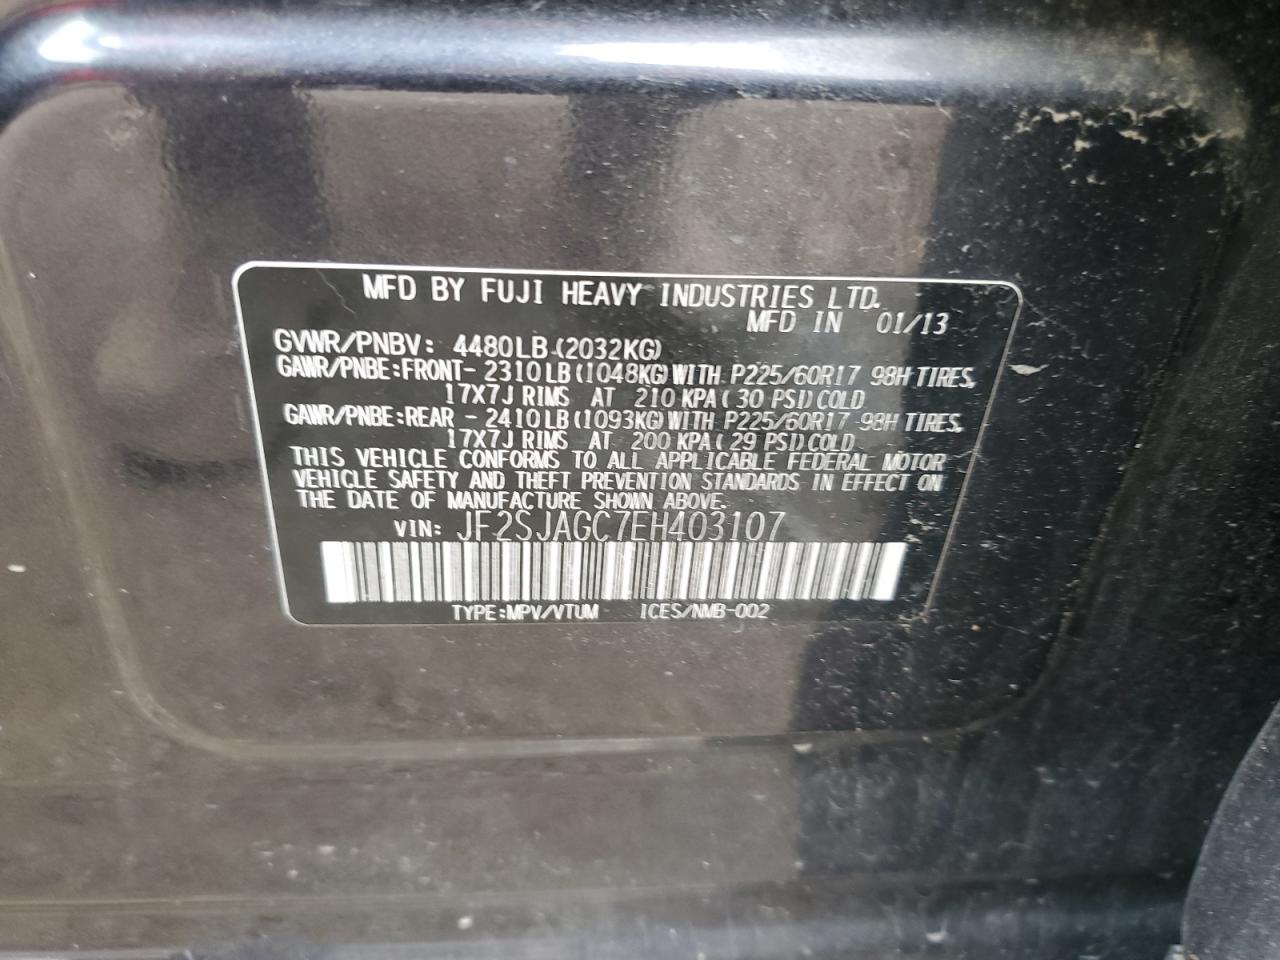 MFD BY FUJI HEAVY INDUSTRIES LTD.
MFD IN 01/13
GVWR/PNBV: 4480LB (2032KG)
GAWR/PNBE:FRONT- 2310LB(1048KG)WITH P225/60R17 98H TIRES,
17X7J RIMS AT 210 KPA(30 PSI)COLD
GAWR/PNBE:REAR - 2410LB(1093KG)WITH P225/60R17 98H TIRES,
17X7J RIMS AT 200 KPA(29 PSI)COLD
THIS VEHICLE CONFORMS TO ALL APPLICABLE FEDERAL MOTOR
VEHICLE SAFETY AND THEFT PREVENTION STANDARDS IN EFFECT ON
THE DATE OF MANUFACTURE SHOWN ABOVE.
VIN: JF2SJAGC7EH403107
TYPE:MPV/VTUM ICES/NMB-002